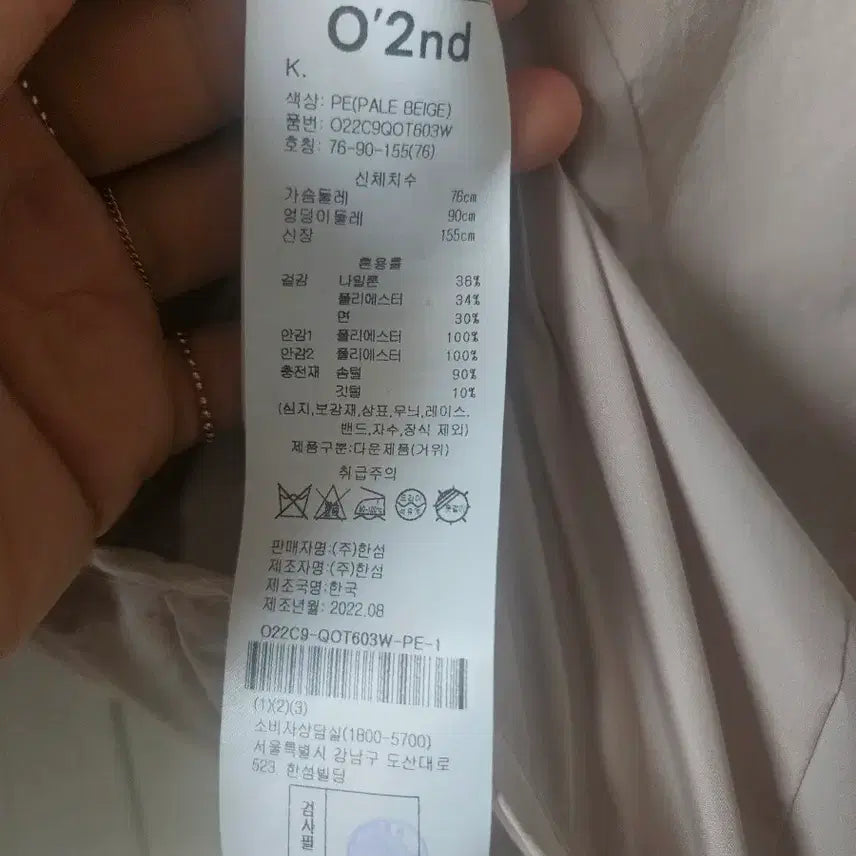 O'2nd
K.
색상: PE(PALE BEIGE)
품번: O22C9QOT603W
호칭: 76-90-155(76)
신체치수
가슴둘레 76cm
엉덩이둘레 90cm
신장 155cm
혼용률
겉감 나일론 36%
폴리에스터 34%
면 30%
안감1 폴리에스터 100%
안감2 폴리에스터 100%
충전재 솜털 90%
깃털 10%
(심지,보강재,상표,무늬,레이스,
밴드,자수,장식 제외)
제품구분:다운제품(거위)
취급주의
판매자명:(주)한섬
제조자명:(주)한섬
제조국명:한국
제조년월: 2022.08
O22C9-QOT603W-PE-1
(1)(2)(3)
소비자상담실(1800-5700)
서울특별시 강남구 도산대로
523 한섬빌딩
검사필